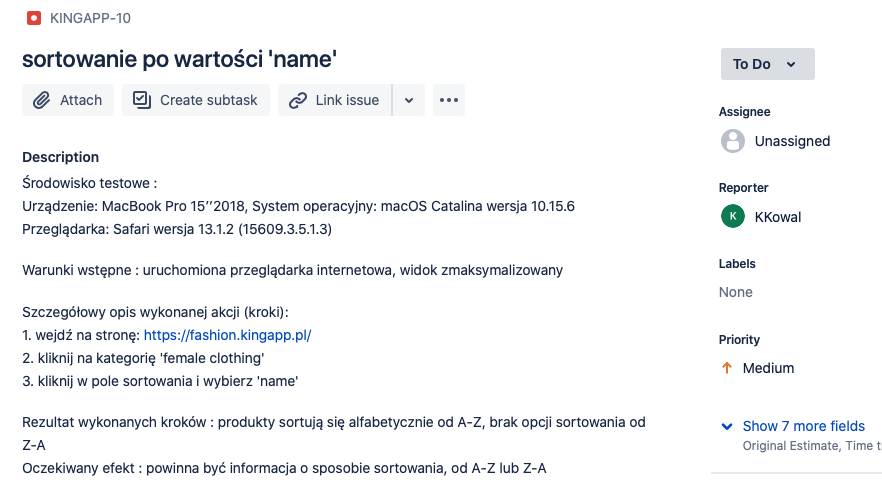 KINGAPP-10
sortowanie po wartości 'name'
Attach
Create subtask
Link issue
Description
Środowisko testowe :
Urządzenie: MacBook Pro 15’’2018, System operacyjny: macOS Catalina wersja 10.15.6
Przeglądarka: Safari wersja 13.1.2 (15609.3.5.1.3)
Warunki wstępne : uruchomiona przeglądarka internetowa, widok zmaksymalizowany
Szczegółowy opis wykonanej akcji (kroki):
1. wejdź na stronę: https://fashion.kingapp.pl/
2. kliknij na kategorię 'female clothing'
3. kliknij w pole sortowania i wybierz 'name'
Rezultat wykonanych kroków : produkty sortują się alfabetycznie od A-Z, brak opcji sortowania od
Z-A
Oczekiwany efekt : powinna być informacja o sposobie sortowania, od A-Z lub Z-A
To Do
Assignee
Unassigned
Reporter
K KKowal
Labels
None
Priority
Medium
Show 7 more fields
Original Estimate, Time t